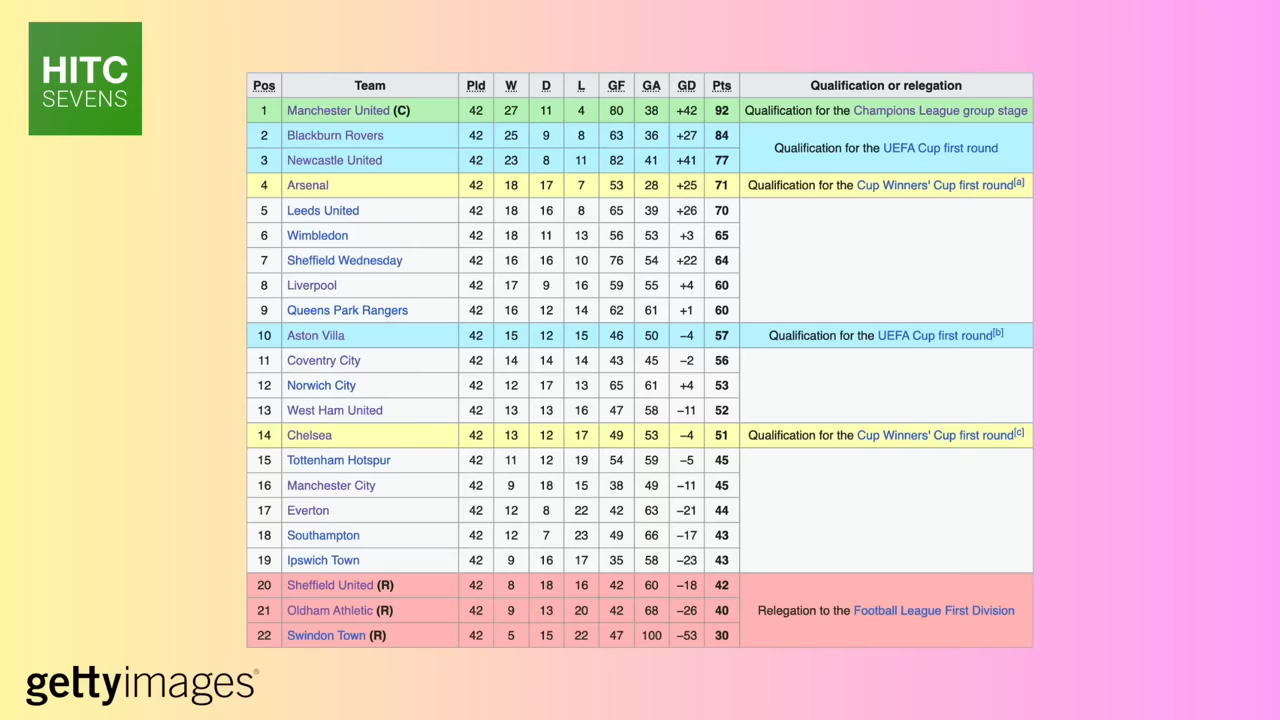 HITC
SEVENS
Pos Team Pld W D L GF GA GD Pts Qualification or relegation
1 Manchester United (C) 42 27 11 4 80 38 +42 92 Qualification for the Champions League group stage
2 Blackburn Rovers 42 25 9 8 63 36 +27 84
Qualification for the UEFA Cup first round
3 Newcastle United 42 23 8 11 82 41 +41 77
4 Arsenal 42 18 17 7 53 28 +25 71 Qualification for the Cup Winners' Cup first round[a]
5 Leeds United 42 18 16 8 65 39 +26 70
6 Wimbledon 42 18 11 13 56 53 +3 65
7 Sheffield Wednesday 42 16 16 10 76 54 +22 64
8 Liverpool 42 17 9 16 59 55 +4 60
9 Queens Park Rangers 42 16 12 14 62 61 +1 60
10 Aston Villa 42 15 12 15 46 50 −4 57 Qualification for the UEFA Cup first round[b]
11 Coventry City 42 14 14 14 43 45 −2 56
12 Norwich City 42 12 17 13 65 61 +4 53
13 West Ham United 42 13 13 16 47 58 −11 52
14 Chelsea 42 13 12 17 49 53 −4 51 Qualification for the Cup Winners' Cup first round[c]
15 Tottenham Hotspur 42 11 12 19 54 59 −5 45
16 Manchester City 42 9 18 15 38 49 −11 45
17 Everton 42 12 8 22 42 63 −21 44
18 Southampton 42 12 7 23 49 66 −17 43
19 Ipswich Town 42 9 16 17 35 58 −23 43
20 Sheffield United (R) 42 8 18 16 42 60 −18 42
21 Oldham Athletic (R) 42 9 13 20 42 68 −26 40 Relegation to the Football League First Division
22 Swindon Town (R) 42 5 15 22 47 100 −53 30
gettyimages®